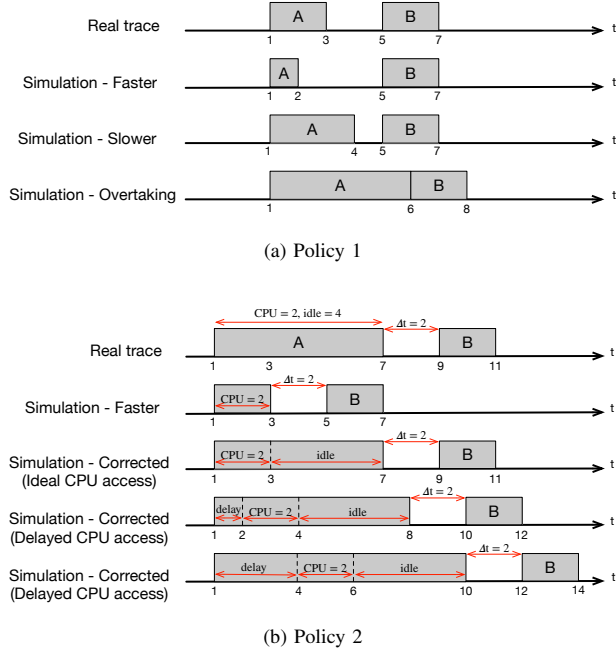 Real trace
A B t
1 3 5 7
Simulation - Faster
A B t
1 2 5 7
Simulation - Slower
A B t
1 4 5 7
Simulation - Overtaking
A B t
1 6 8
(a) Policy 1
CPU = 2, idle = 4
Δt = 2
Real trace
A B t
1 3 7 9 11
Δt = 2
Simulation - Faster
CPU = 2 B t
1 3 5 7
Δt = 2
Simulation - Corrected
(Ideal CPU access)
CPU = 2 idle B t
1 3 7 9 11
Δt = 2
Simulation - Corrected
(Delayed CPU access)
delay CPU = 2 idle B t
1 2 4 8 10 12
Δt = 2
Simulation - Corrected
(Delayed CPU access)
delay CPU = 2 idle B t
1 4 6 10 12 14
(b) Policy 2